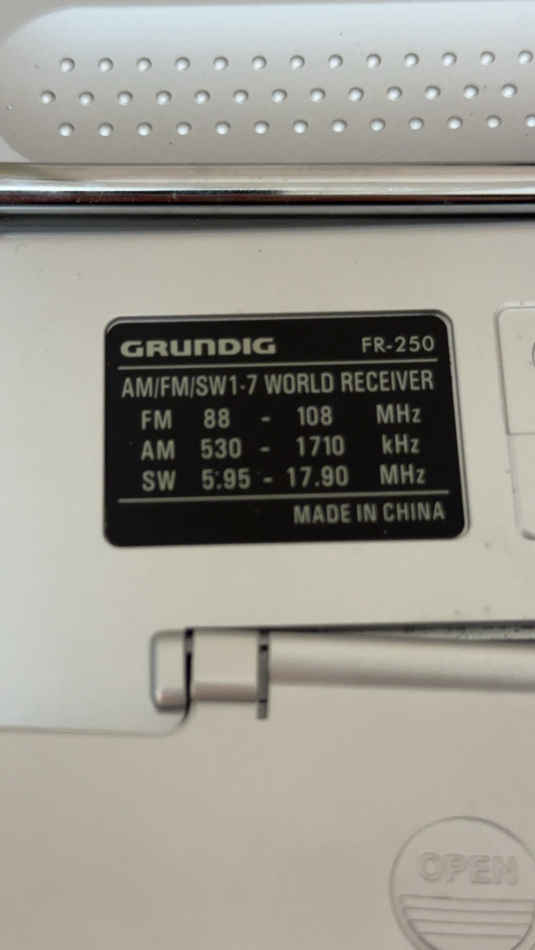 GRUNDIG FR-250
AM/FM/SW1-7 WORLD RECEIVER
FM 88 - 108 MHz
AM 530 - 1710 kHz
SW 5.95 - 17.90 MHz
MADE IN CHINA
OPEN